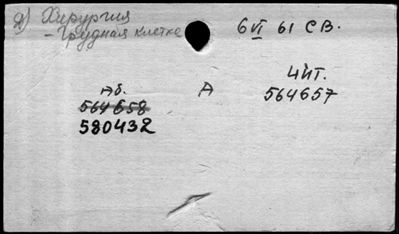 д) Хирургия
- Грудная клетка
6 VI 61 СВ.
Чит.
Аб. А 564657
564658
580432